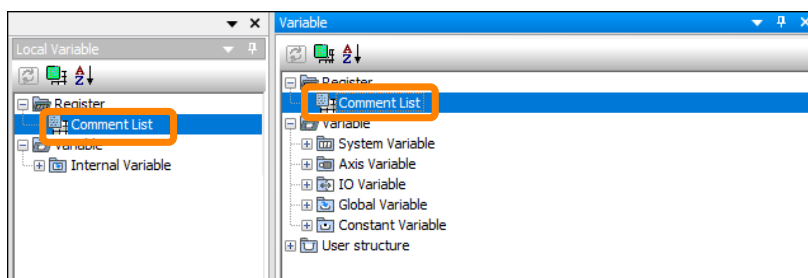 Local Variable
Register
Comment List
Variable
Internal Variable
Variable
Register
Comment List
Variable
System Variable
Axis Variable
IO Variable
Global Variable
Constant Variable
User structure